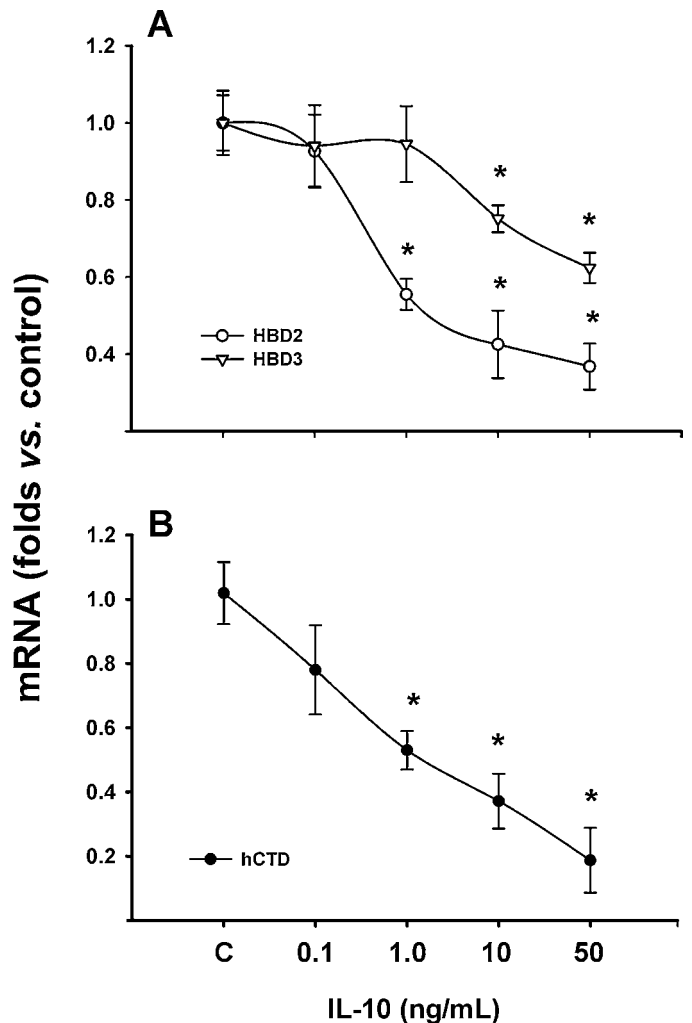 A
1.2
1.0
0.8
0.6
0.4
* *
* * *
HBD2
HBD3
mRNA (folds vs. control)
B
1.2
1.0
0.8
0.6
0.4
0.2
* * *
hCTD
C 0.1 1.0 10 50
IL-10 (ng/mL)